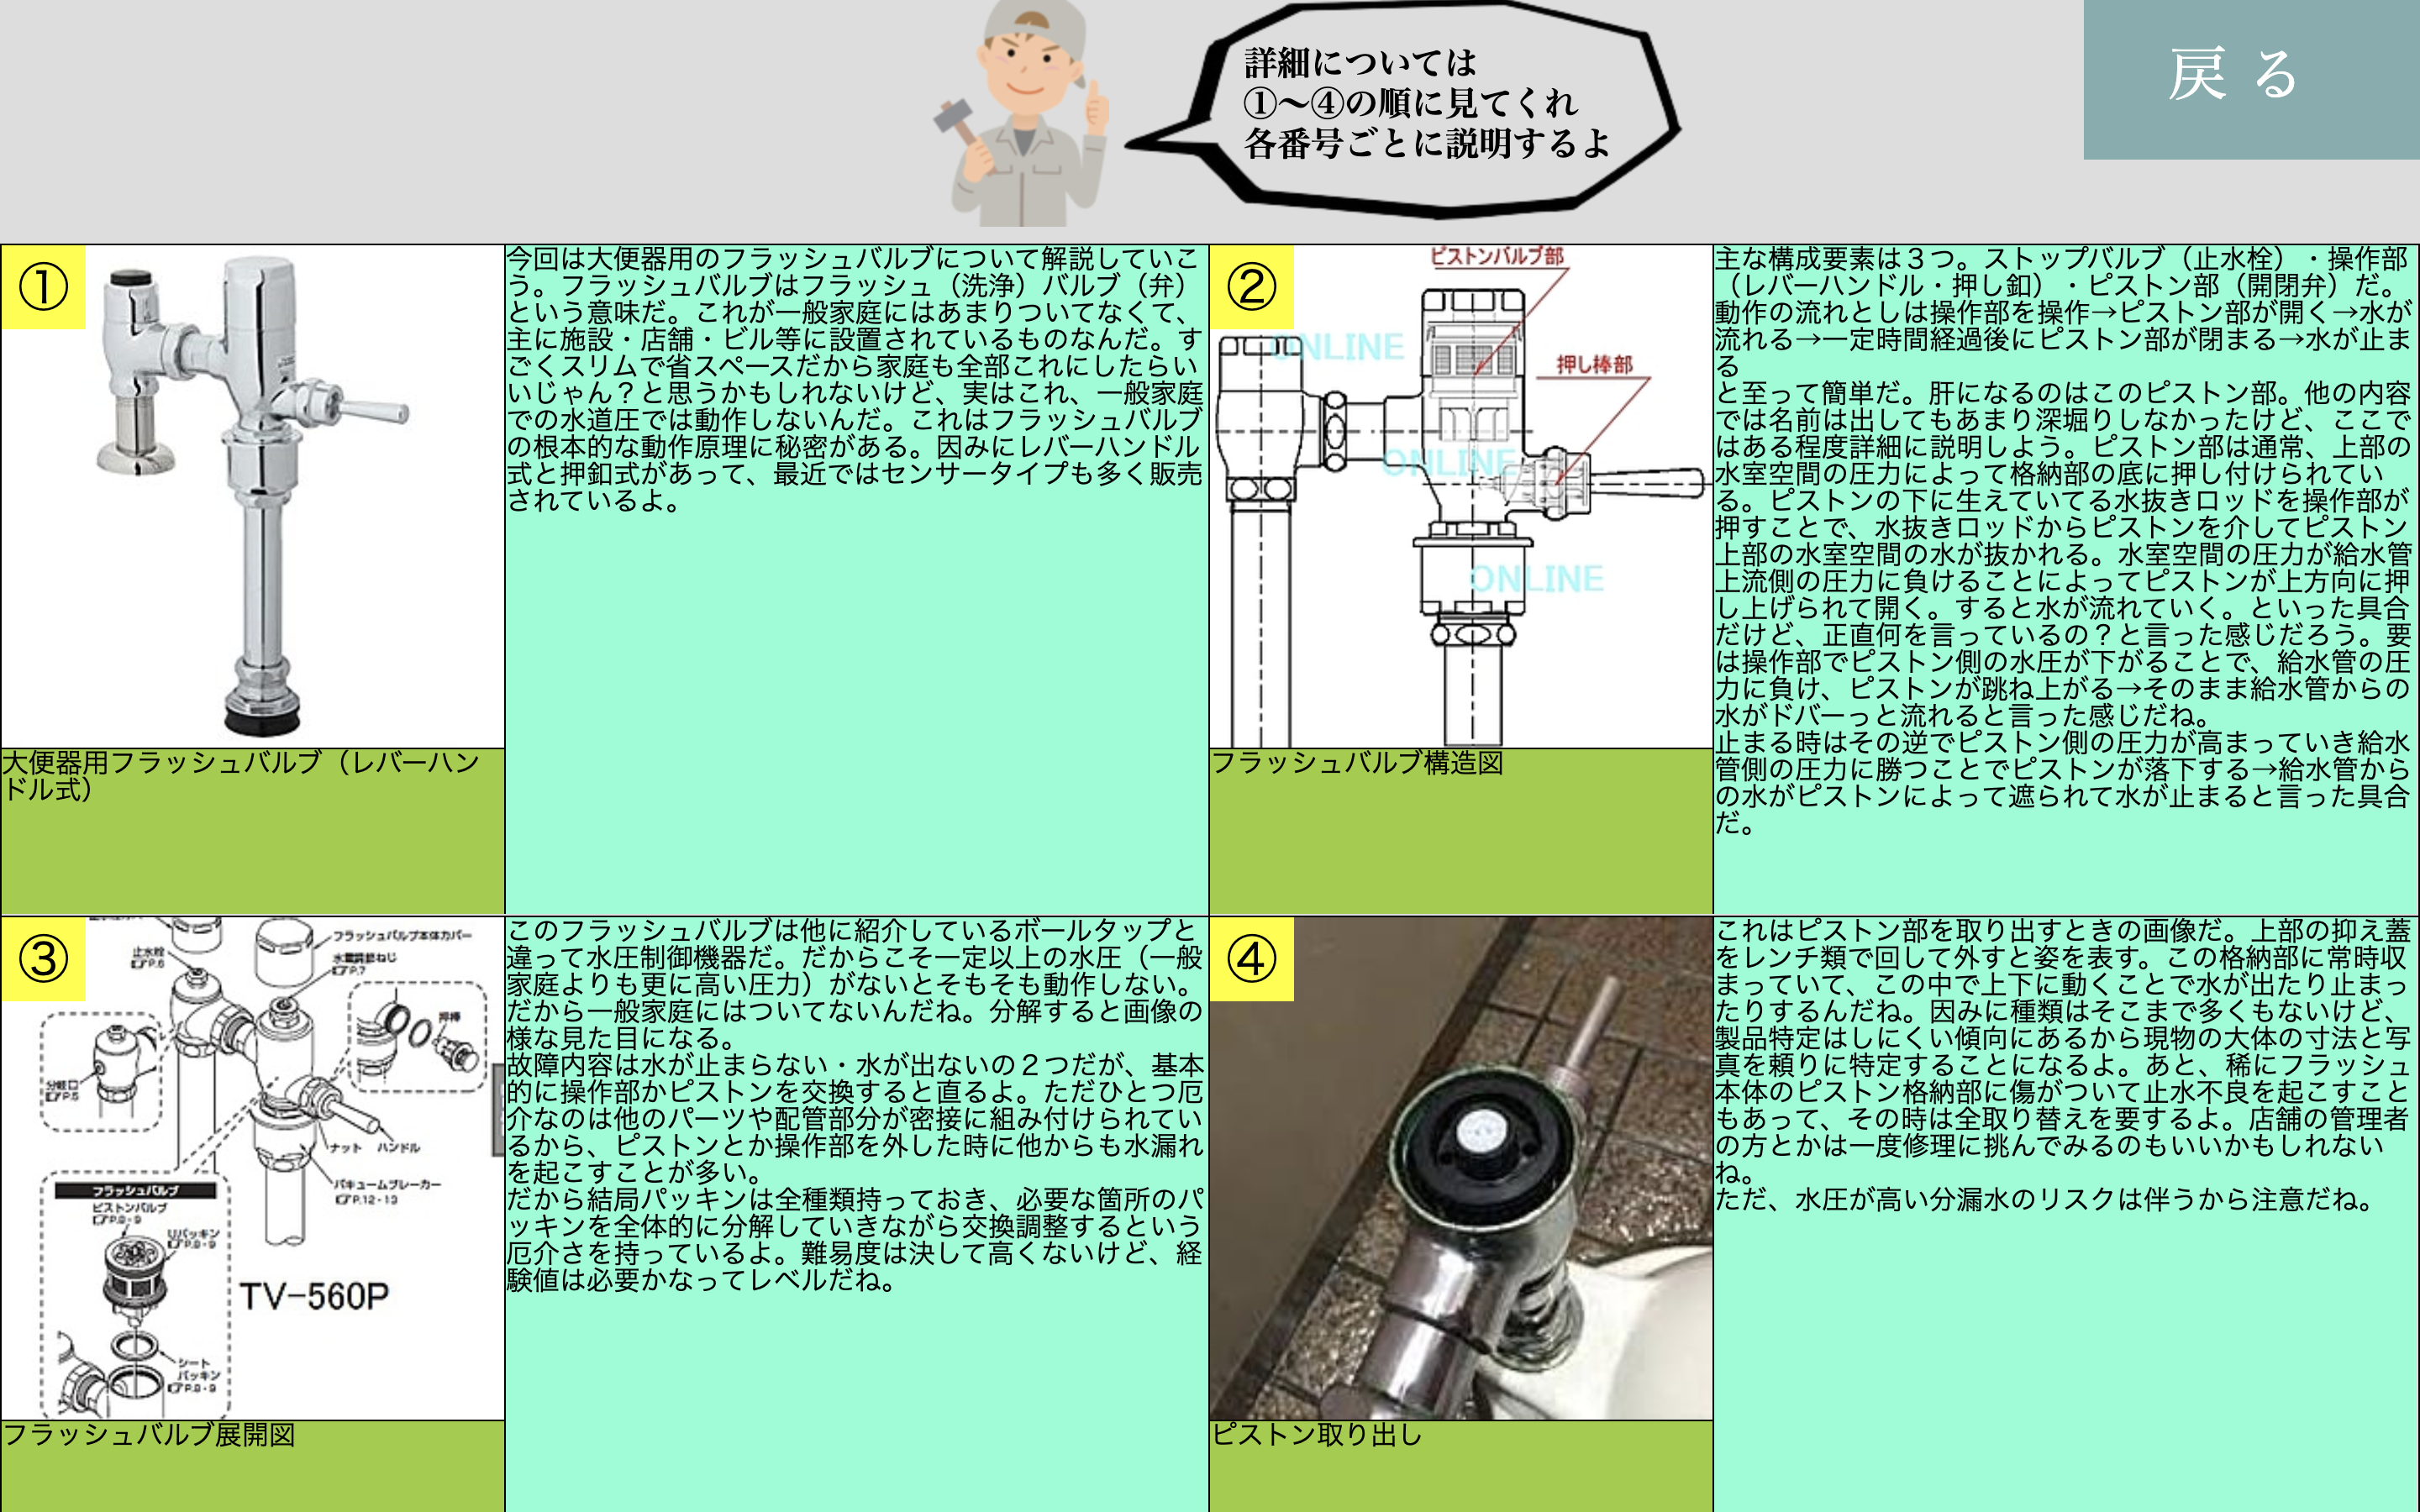 詳細については
①〜④の順に見てくれ
各番号ごとに説明するよ
戻る
①
今回は大便器用のフラッシュバルブについて解説していこ
う。フラッシュバルブはフラッシュ（洗浄）バルブ（弁）
という意味だ。これが一般家庭にはあまりついてなくて、
主に施設・店舗・ビル等に設置されているものなんだ。す
ごくスリムで省スペースだから家庭も全部これにしたらい
いじゃん？と思うかもしれないけど、実はこれ、一般家庭
での水道圧では動作しないんだ。これはフラッシュバルブ
の根本的な動作原理に秘密がある。因みにレバーハンドル
式と押釦式があって、最近ではセンサータイプも多く販売
されているよ。
大便器用フラッシュバルブ（レバーハン
ドル式）
②
ピストンバルブ部
押し棒部
ONLINE
ONLINE
ONLINE
フラッシュバルブ構造図
主な構成要素は３つ。ストップバルブ（止水栓）・操作部
（レバーハンドル・押し釦）・ピストン部（開閉弁）だ。
動作の流れとしは操作部を操作→ピストン部が開く→水が
流れる→一定時間経過後にピストン部が閉まる→水が止ま
る
と至って簡単だ。肝になるのはこのピストン部。他の内容
では名前は出してもあまり深堀りしなかったけど、ここで
はある程度詳細に説明しよう。ピストン部は通常、上部の
水室空間の圧力によって格納部の底に押し付けられてい
る。ピストンの下に生えていてる水抜きロッドを操作部が
押すことで、水抜きロッドからピストンを介してピストン
上部の水室空間の水が抜かれる。水室空間の圧力が給水管
上流側の圧力に負けることによってピストンが上方向に押
し上げられて開く。すると水が流れていく。といった具合
だけど、正直何を言っているの？と言った感じだろう。要
は操作部でピストン側の水圧が下がることで、給水管の圧
力に負け、ピストンが跳ね上がる→そのまま給水管からの
水がドバーっと流れると言った感じだね。
止まる時はその逆でピストン側の圧力が高まっていき給水
管側の圧力に勝つことでピストンが落下する→給水管から
の水がピストンによって遮られて水が止まると言った具合
だ。
③
フラッシュバルブ本体カバー
止水栓
P.6
水量調節ねじ
P.7
押棒
分岐口
P.5
ナット
ハンドル
バキュームブレーカー
P.12・13
フラッシュバルブ
ピストンバルブ
P.8・9
Uパッキン
P.8・9
TV-560P
シート
パッキン
P.8・9
フラッシュバルブ展開図
このフラッシュバルブは他に紹介しているボールタップと
違って水圧制御機器だ。だからこそ一定以上の水圧（一般
家庭よりも更に高い圧力）がないとそもそも動作しない。
だから一般家庭にはついてないんだね。分解すると画像の
様な見た目になる。
故障内容は水が止まらない・水が出ないの２つだが、基本
的に操作部かピストンを交換すると直るよ。ただひとつ厄
介なのは他のパーツや配管部分が密接に組み付けられてい
るから、ピストンとか操作部を外した時に他からも水漏れ
を起こすことが多い。
だから結局パッキンは全種類持っておき、必要な箇所のパ
ッキンを全体的に分解していきながら交換調整するという
厄介さを持っているよ。難易度は決して高くないけど、経
験値は必要かなってレベルだね。
④
ピストン取り出し
これはピストン部を取り出すときの画像だ。上部の抑え蓋
をレンチ類で回して外すと姿を表す。この格納部に常時収
まっていて、この中で上下に動くことで水が出たり止まっ
たりするんだね。因みに種類はそこまで多くもないけど、
製品特定はしにくい傾向にあるから現物の大体の寸法と写
真を頼りに特定することになるよ。あと、稀にフラッシュ
本体のピストン格納部に傷がついて止水不良を起こすこと
もあって、その時は全取り替えを要するよ。店舗の管理者
の方とかは一度修理に挑んでみるのもいいかもしれない
ね。
ただ、水圧が高い分漏水のリスクは伴うから注意だね。